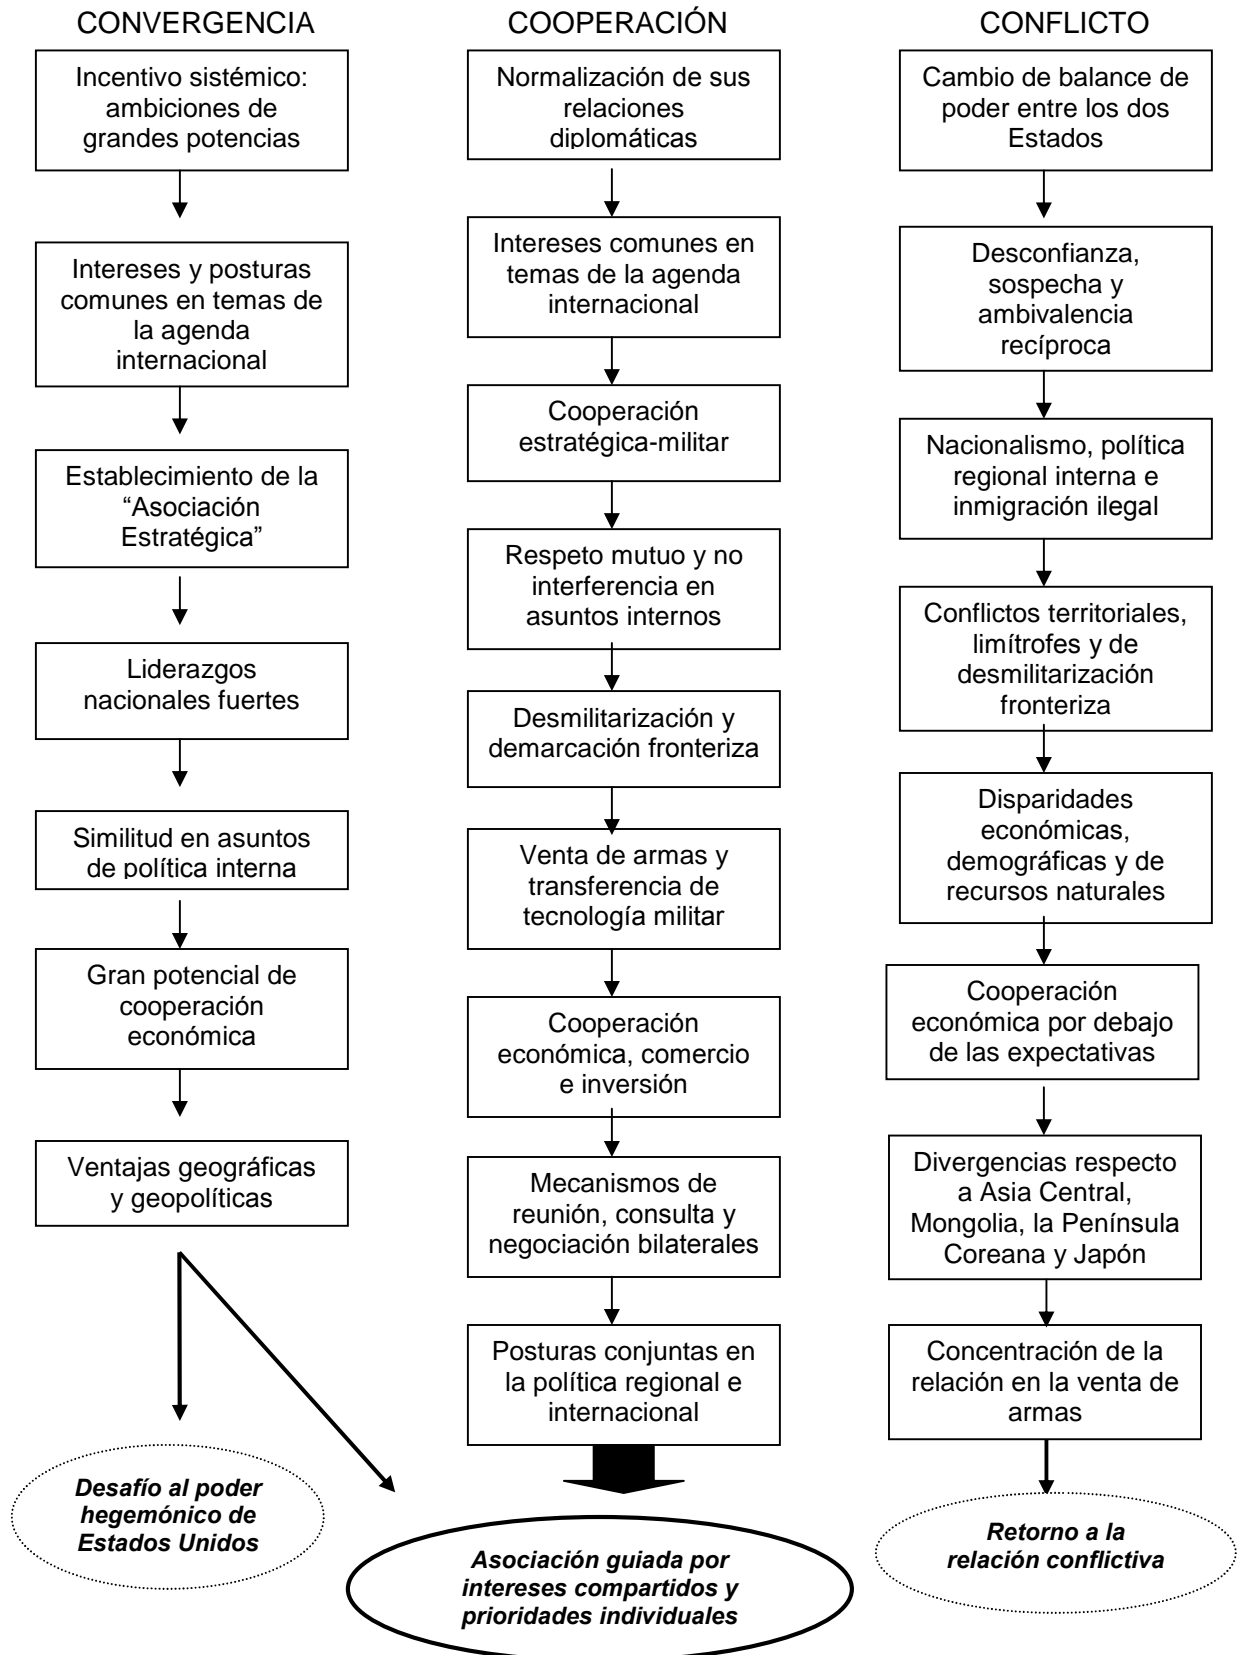 CONVERGENCIA
Incentivo sistémico:
ambiciones de
grandes potencias
Intereses y posturas
comunes en temas de
la agenda
internacional
Establecimiento de la
“Asociación
Estratégica”
Liderazgos
nacionales fuertes
Similitud en asuntos
de política interna
Gran potencial de
cooperación
económica
Ventajas geográficas
y geopolíticas
Desafío al poder
hegemónico de
Estados Unidos
COOPERACIÓN
Normalización de sus
relaciones
diplomáticas
Intereses comunes en
temas de la agenda
internacional
Cooperación
estratégica-militar
Respeto mutuo y no
interferencia en
asuntos internos
Desmilitarización y
demarcación fronteriza
Venta de armas y
transferencia de
tecnología militar
Cooperación
económica, comercio
e inversión
Mecanismos de
reunión, consulta y
negociación bilaterales
Posturas conjuntas en
la política regional e
internacional
Asociación guiada por
intereses compartidos y
prioridades individuales
CONFLICTO
Cambio de balance de
poder entre los dos
Estados
Desconfianza,
sospecha y
ambivalencia
recíproca
Nacionalismo, política
regional interna e
inmigración ilegal
Conflictos territoriales,
limítrofes y de
desmilitarización
fronteriza
Disparidades
económicas,
demográficas y de
recursos naturales
Cooperación
económica por debajo
de las expectativas
Divergencias respecto
a Asia Central,
Mongolia, la Península
Coreana y Japón
Concentración de la
relación en la venta de
armas
Retorno a la
relación conflictiva